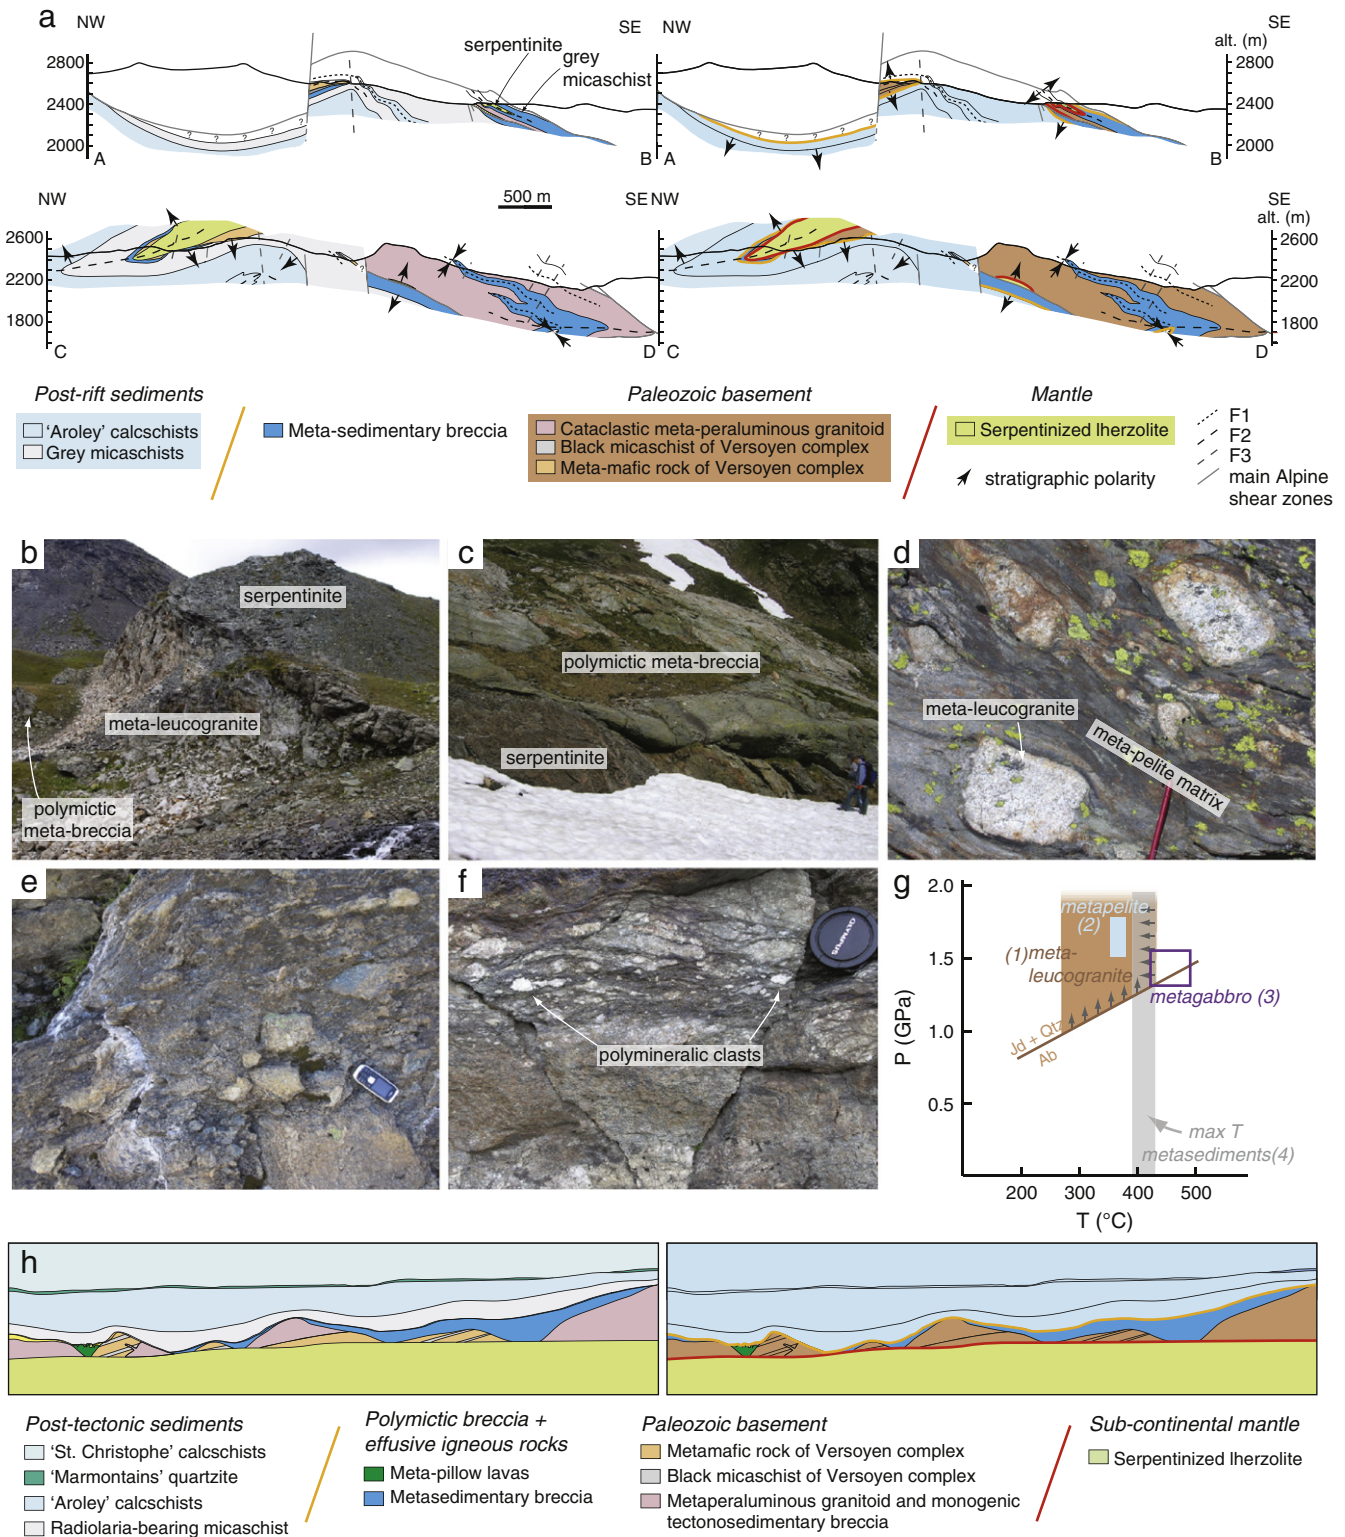 a
NW
SE
NW
SE
serpentinite
grey
micaschist
alt. (m)
2800
2400
2000
A
B
A
B
2800
2400
2000
NW
500 m
SE
NW
SE
alt. (m)
2600
2200
1800
C
D
C
D
2600
2200
1800
Post-rift sediments
'Aroley' calcschists
Grey micaschists
Meta-sedimentary breccia
Paleozoic basement
Cataclastic meta-peraluminous granitoid
Black micaschist of Versoyen complex
Meta-mafic rock of Versoyen complex
Mantle
Serpentinized lherzolite
stratigraphic polarity
F1
F2
F3
main Alpine
shear zones
b
serpentinite
meta-leucogranite
polymictic
meta-breccia
c
polymictic meta-breccia
serpentinite
d
meta-leucogranite
meta-pelite matrix
e
f
OLYMPUS
polymineralic clasts
g
2.0
1.5
1.0
0.5
P (GPa)
metapelite
(2)
(1) meta-
leucogranite
metagabbro (3)
Jd + Qtz
Ab
max T
metasediments(4)
200
300
400
500
T (°C)
h
Post-tectonic sediments
'St. Christophe' calcschists
'Marmontains' quartzite
'Aroley' calcschists
Radiolaria-bearing micaschist
Polymictic breccia +
effusive igneous rocks
Meta-pillow lavas
Metasedimentary breccia
Paleozoic basement
Metamafic rock of Versoyen complex
Black micaschist of Versoyen complex
Metaperaluminous granitoid and monogenic
tectonosedimentary breccia
Sub-continental mantle
Serpentinized lherzolite